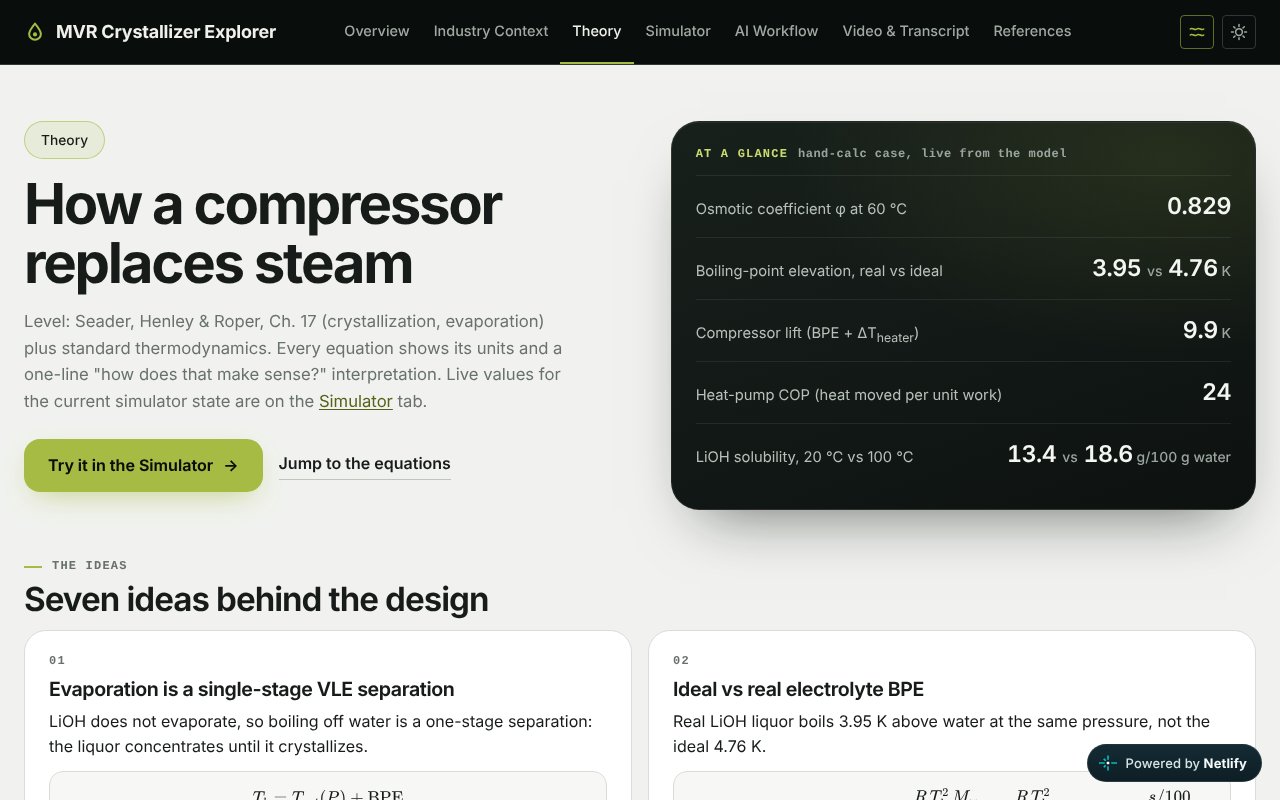 MVR Crystallizer Explorer
Overview
Industry Context
Theory
Simulator
AI Workflow
Video & Transcript
References
Theory
How a compressor
replaces steam
Level: Seader, Henley & Roper, Ch. 17 (crystallization, evaporation)
plus standard thermodynamics. Every equation shows its units and a
one-line "how does that make sense?" interpretation. Live values for
the current simulator state are on the Simulator tab.
Try it in the Simulator →
Jump to the equations
AT A GLANCE hand-calc case, live from the model
Osmotic coefficient φ at 60 °C 0.829
Boiling-point elevation, real vs ideal 3.95 vs 4.76 K
Compressor lift (BPE + ΔTheater) 9.9 K
Heat-pump COP (heat moved per unit work) 24
LiOH solubility, 20 °C vs 100 °C 13.4 vs 18.6 g/100 g water
THE IDEAS
Seven ideas behind the design
01
Evaporation is a single-stage VLE separation
LiOH does not evaporate, so boiling off water is a one-stage separation:
the liquor concentrates until it crystallizes.
02
Ideal vs real electrolyte BPE
Real LiOH liquor boils 3.95 K above water at the same pressure, not the
ideal 4.76 K.
Powered by Netlify